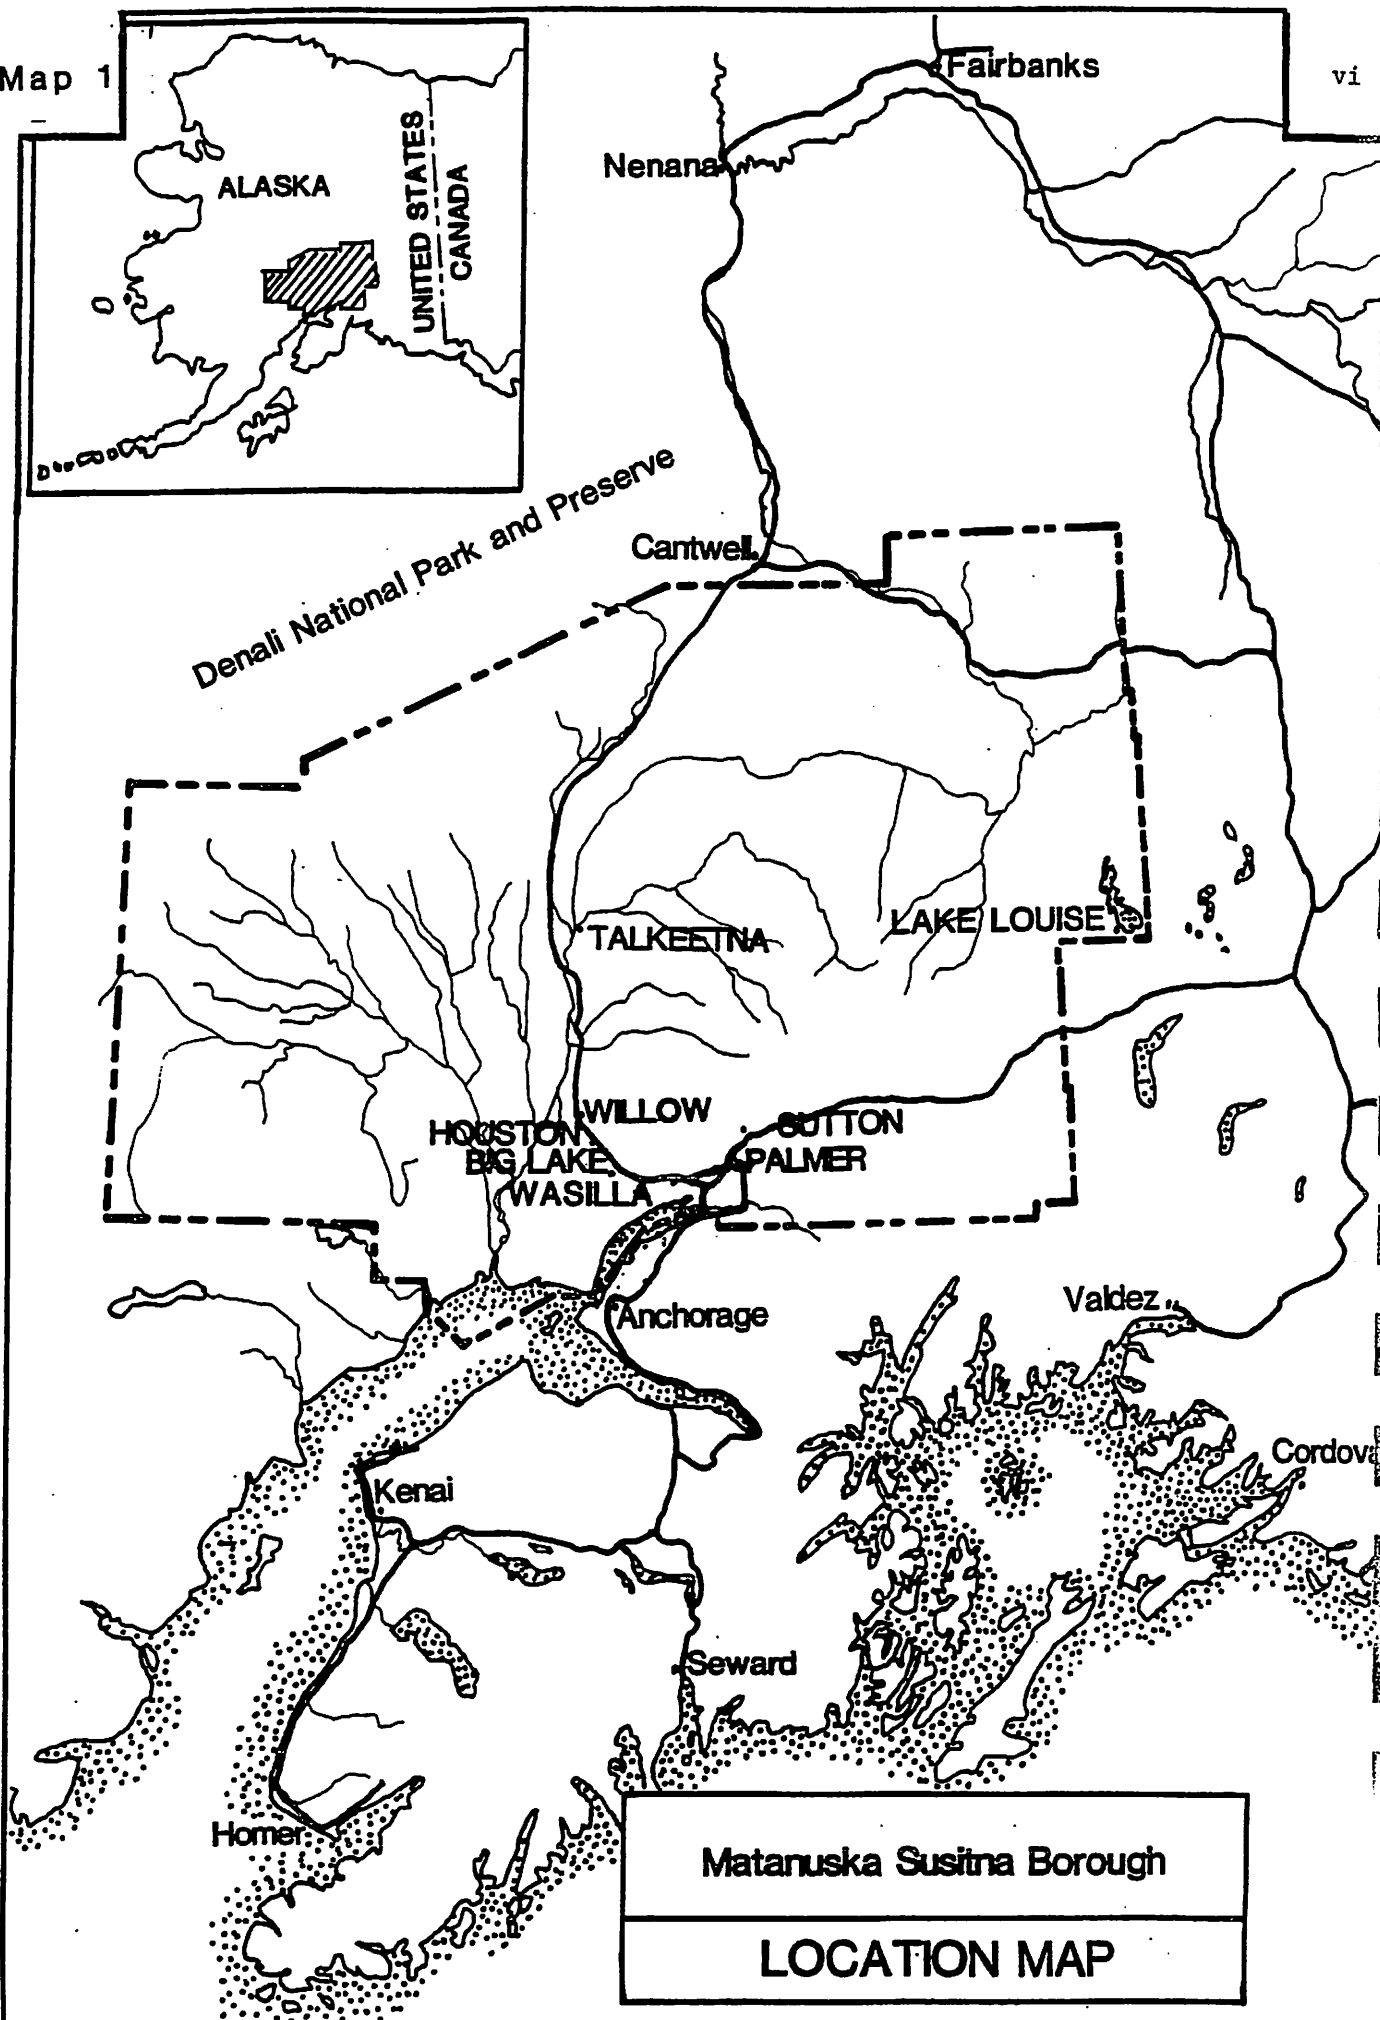 Map 1
vi
Fairbanks
Nenana
ALASKA
UNITED STATES
CANADA
Denali National Park and Preserve
Cantwell
LAKE LOUISE
TALKEETNA
WILLOW
HOUSTON
SUTTON
BIG LAKE
PALMER
WASILLA
Anchorage
Valdez
Cordova
Kenai
Seward
Homer
Matanuska Susitna Borough
LOCATION MAP